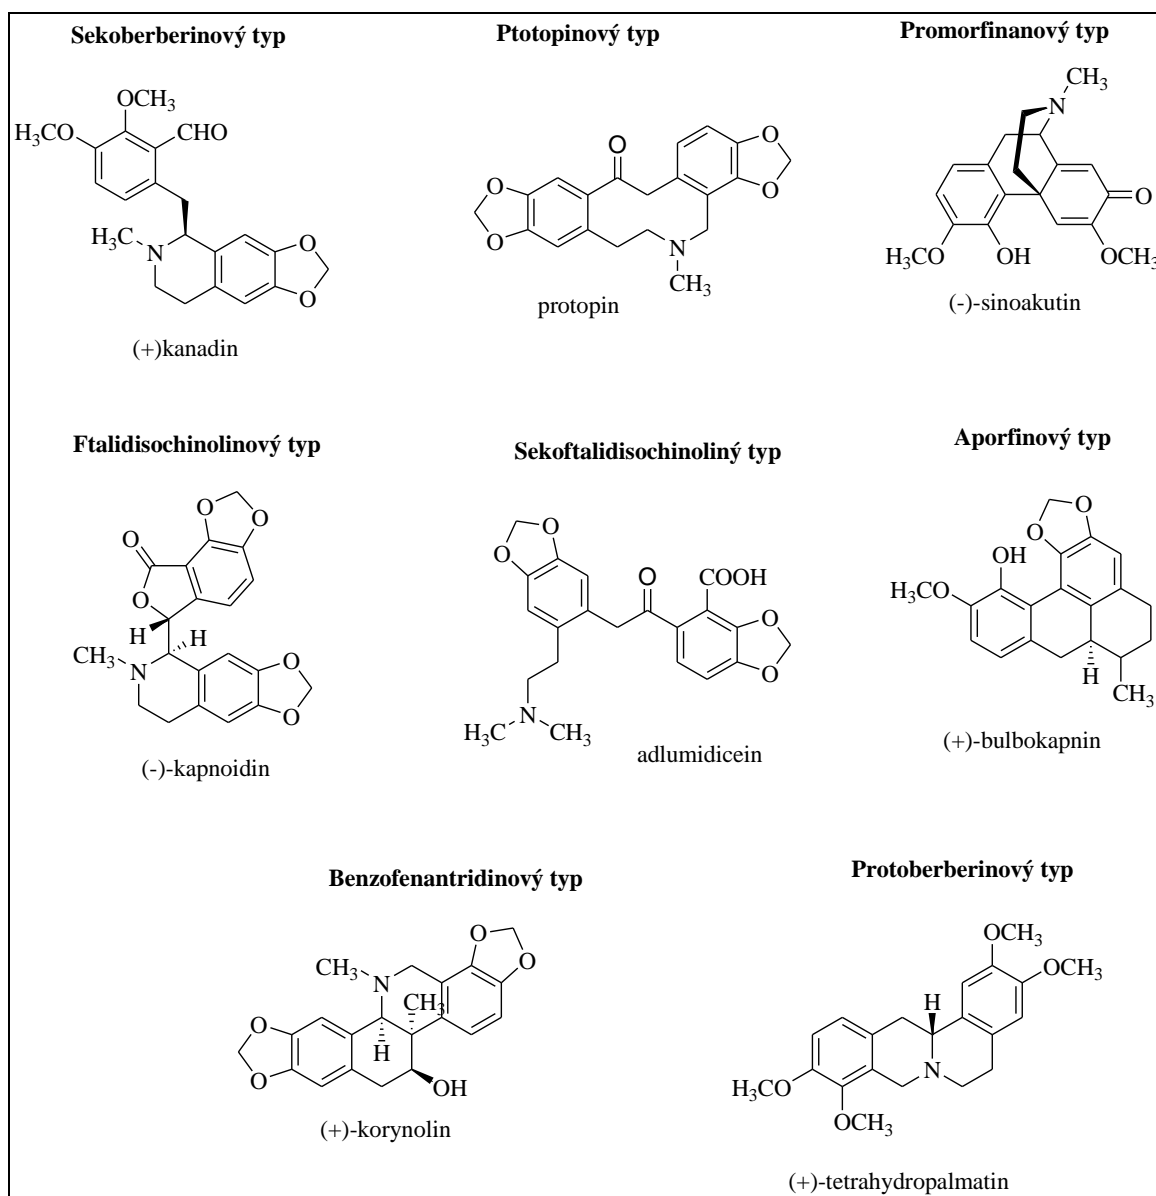 Sekoberberinový typ
Ptotopinový typ
Promorfinanový typ
OCH3
H3CO
CHO
H3C
N
O
O
O
O
O
O
O
N
CH3
CH3
N
O
H3CO
OH
OCH3
(+)kanadin
protopin
(-)-sinoakutin
Ftalidisochinolinový typ
Sekoftalidisochinoliný typ
Aporfinový typ
O
O
O
O
H
H
CH3
N
O
O
O
O
O
COOH
O
O
N
H3C
CH3
O
O
OH
H3CO
H
CH3
(-)-kapnoidin
adlumidicein
(+)-bulbokapnin
Benzofenantridinový typ
Protoberberinový typ
O
O
CH3
N
CH3
O
O
H
OH
OCH3
OCH3
H
N
H3CO
OCH3
(+)-korynolin
(+)-tetrahydropalmatin